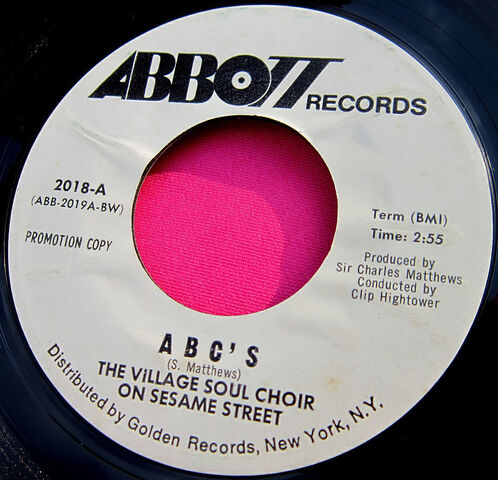 ABBOTT RECORDS
2018-A
(ABB-2019A-BW)
PROMOTION COPY
Term (BMI)
Time: 2:55
Produced by
Sir Charles Matthews
Conducted by
Clip Hightower
ABC'S
(S. Matthews)
THE ViLLAGE SOUL CHOIR
ON SESAME STREET
Distributed by Golden Records, New York, N.Y.